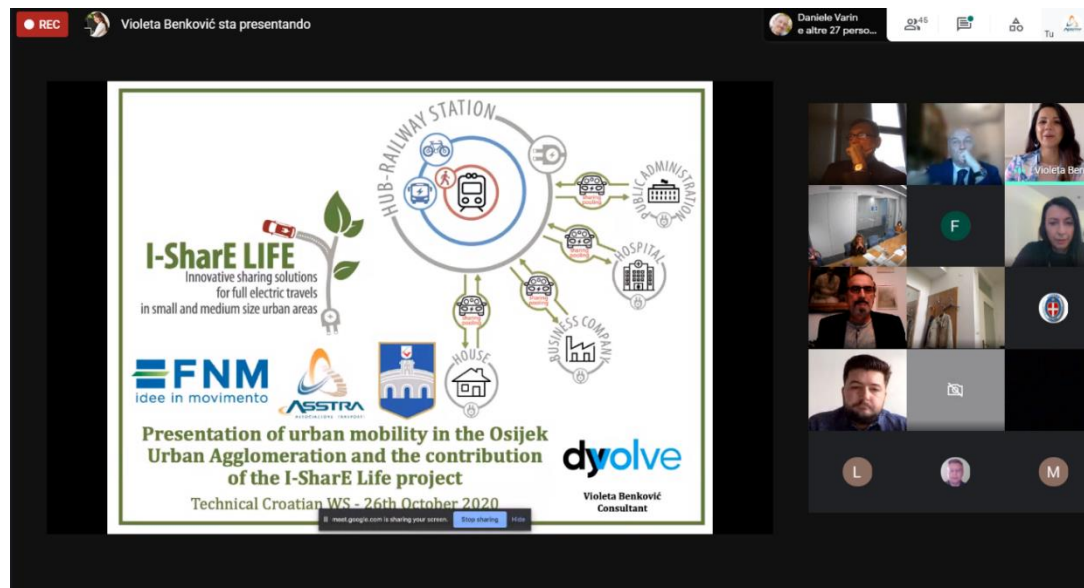 REC
Violeta Benković sta presentando
Daniele Varin
e altre 27 perso...
45
Tu
HUB-RAILWAY STATION
PUBLIC ADMINISTRATION
HOSPITAL
BUSINESS COMPANY
HOUSE
I-SharE LIFE
Innovative sharing solutions
for full electric travels
in small and medium size urban areas
FNM
idee in movimento
ASSTRA
Presentation of urban mobility in the Osijek
Urban Agglomeration and the contribution
of the I-SharE Life project
Technical Croatian WS - 26th October 2020
dyvolve
Violeta Benković
Consultant
meet.google.com is sharing your screen.
Stop sharing
Hide
Violeta Ben
F
L
M